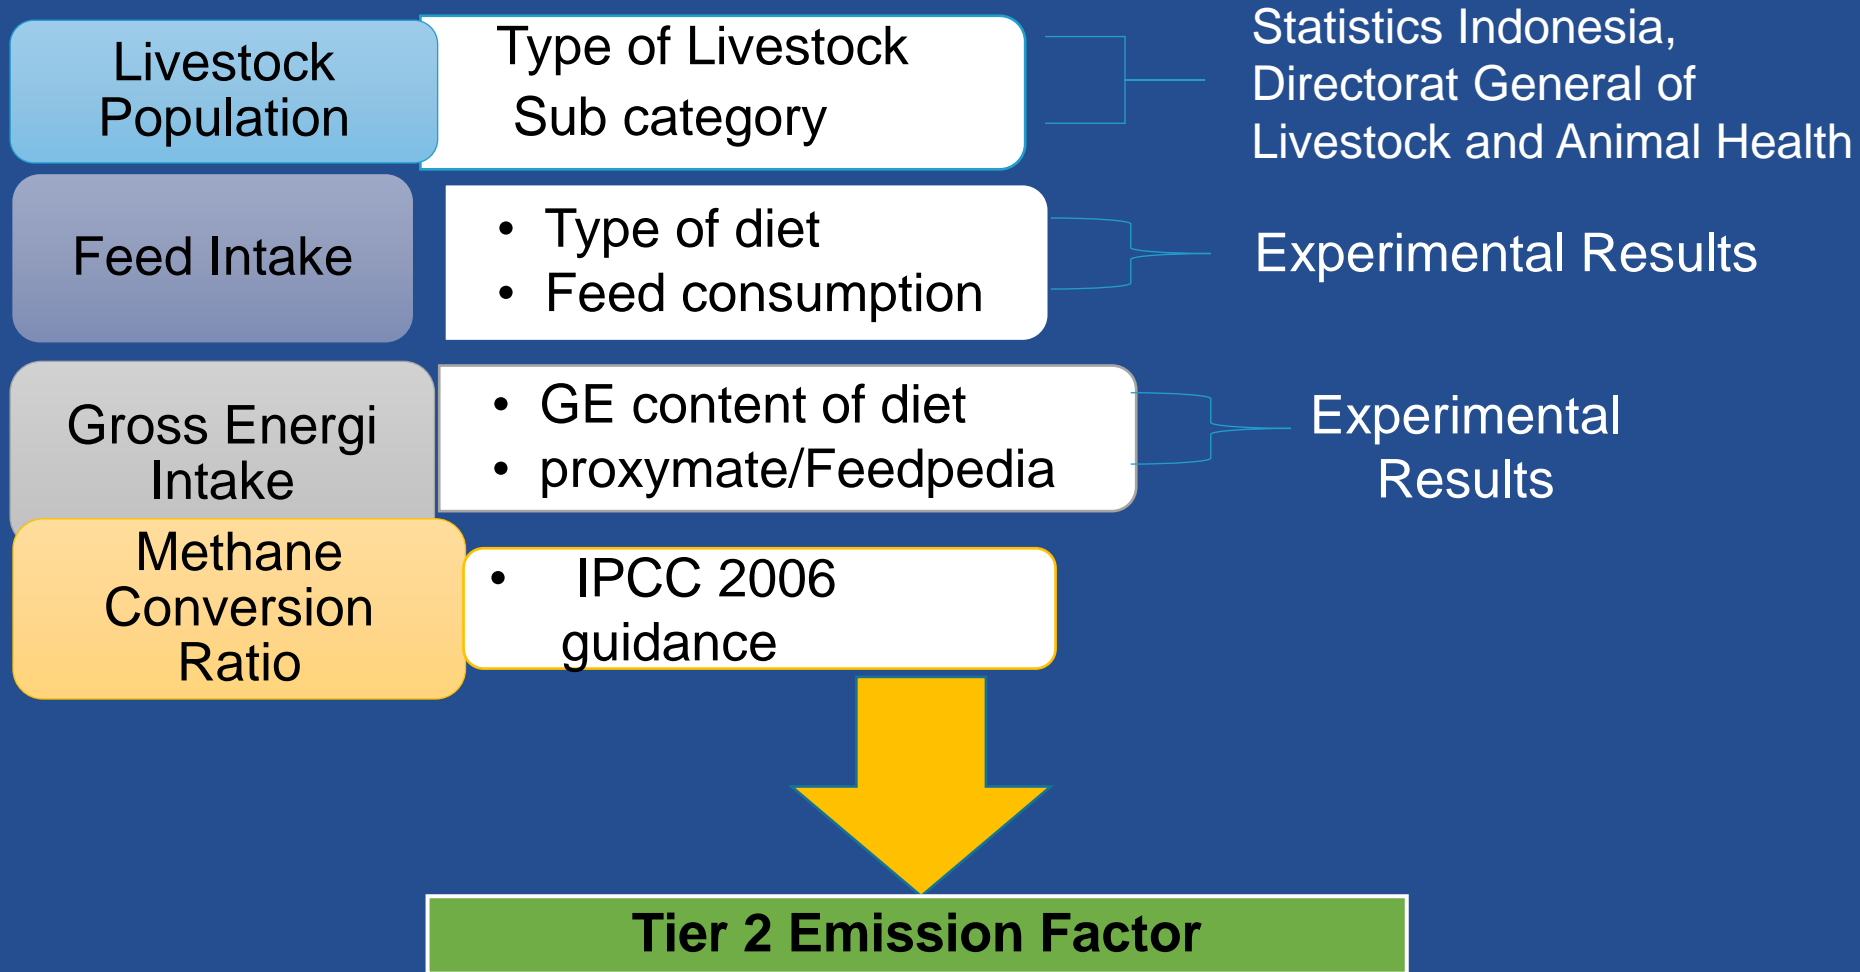 Livestock
Population
Type of Livestock
Sub category
Statistics Indonesia,
Directorat General of
Livestock and Animal Health
Feed Intake
• Type of diet
• Feed consumption
Experimental Results
Gross Energi
Intake
• GE content of diet
• proxymate/Feedpedia
Experimental
Results
Methane
Conversion
Ratio
• IPCC 2006
guidance
Tier 2 Emission Factor